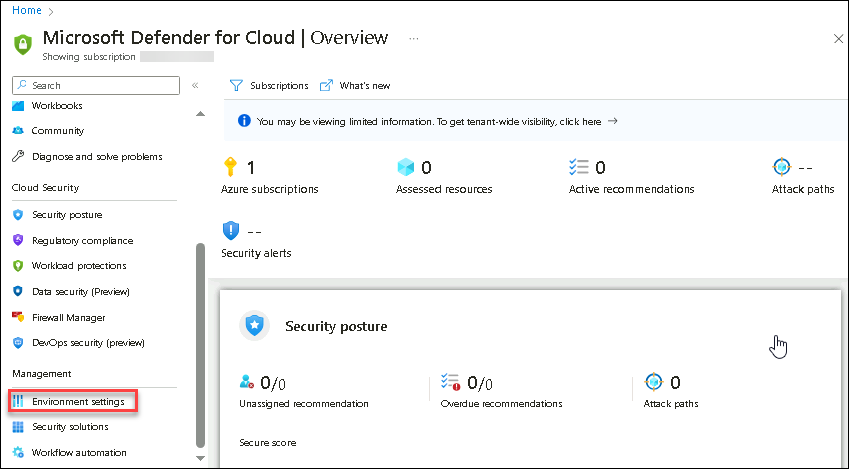 Home
Microsoft Defender for Cloud | Overview ...
Showing subscription
Search
Workbooks
Community
Diagnose and solve problems
Cloud Security
Security posture
Regulatory compliance
Workload protections
Data security (Preview)
Firewall Manager
DevOps security (preview)
Management
Environment settings
Security solutions
Workflow automation
Subscriptions What's new
You may be viewing limited information. To get tenant-wide visibility, click here →
1
Azure subscriptions
0
Assessed resources
0
Active recommendations
--
Attack paths
--
Security alerts
Security posture
0/0
Unassigned recommendation
0/0
Overdue recommendations
0
Attack paths
Secure score